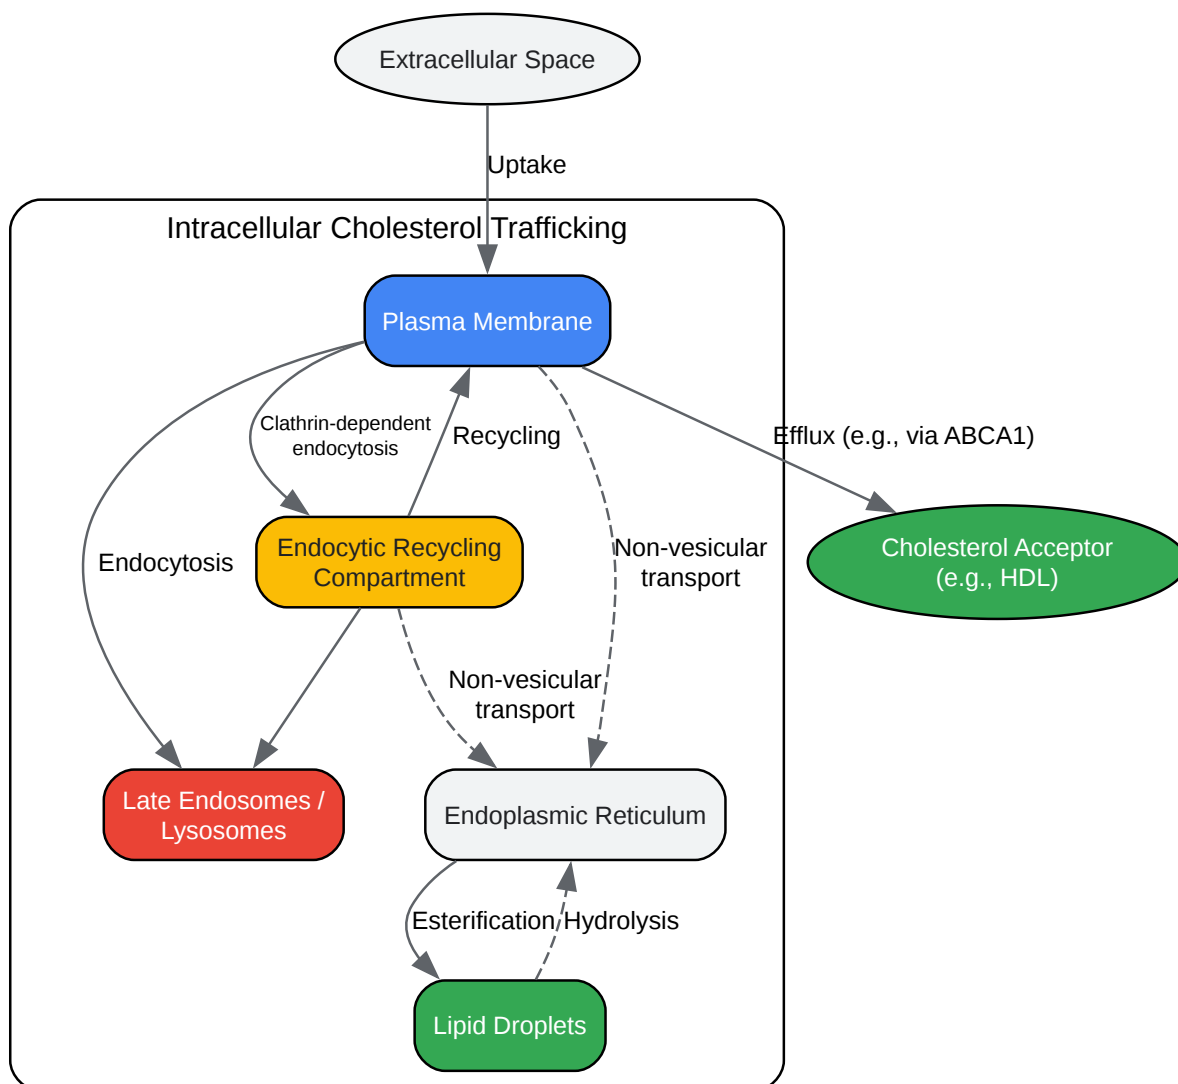 Extracellular Space
Uptake
Intracellular Cholesterol Trafficking
Plasma Membrane
Clathrin-dependent
endocytosis
Recycling
Efflux (e.g., via ABCA1)
Endocytosis
Endocytic Recycling
Compartment
Non-vesicular
transport
Cholesterol Acceptor
(e.g., HDL)
Non-vesicular
transport
Late Endosomes /
Lysosomes
Endoplasmic Reticulum
Esterification
Hydrolysis
Lipid Droplets